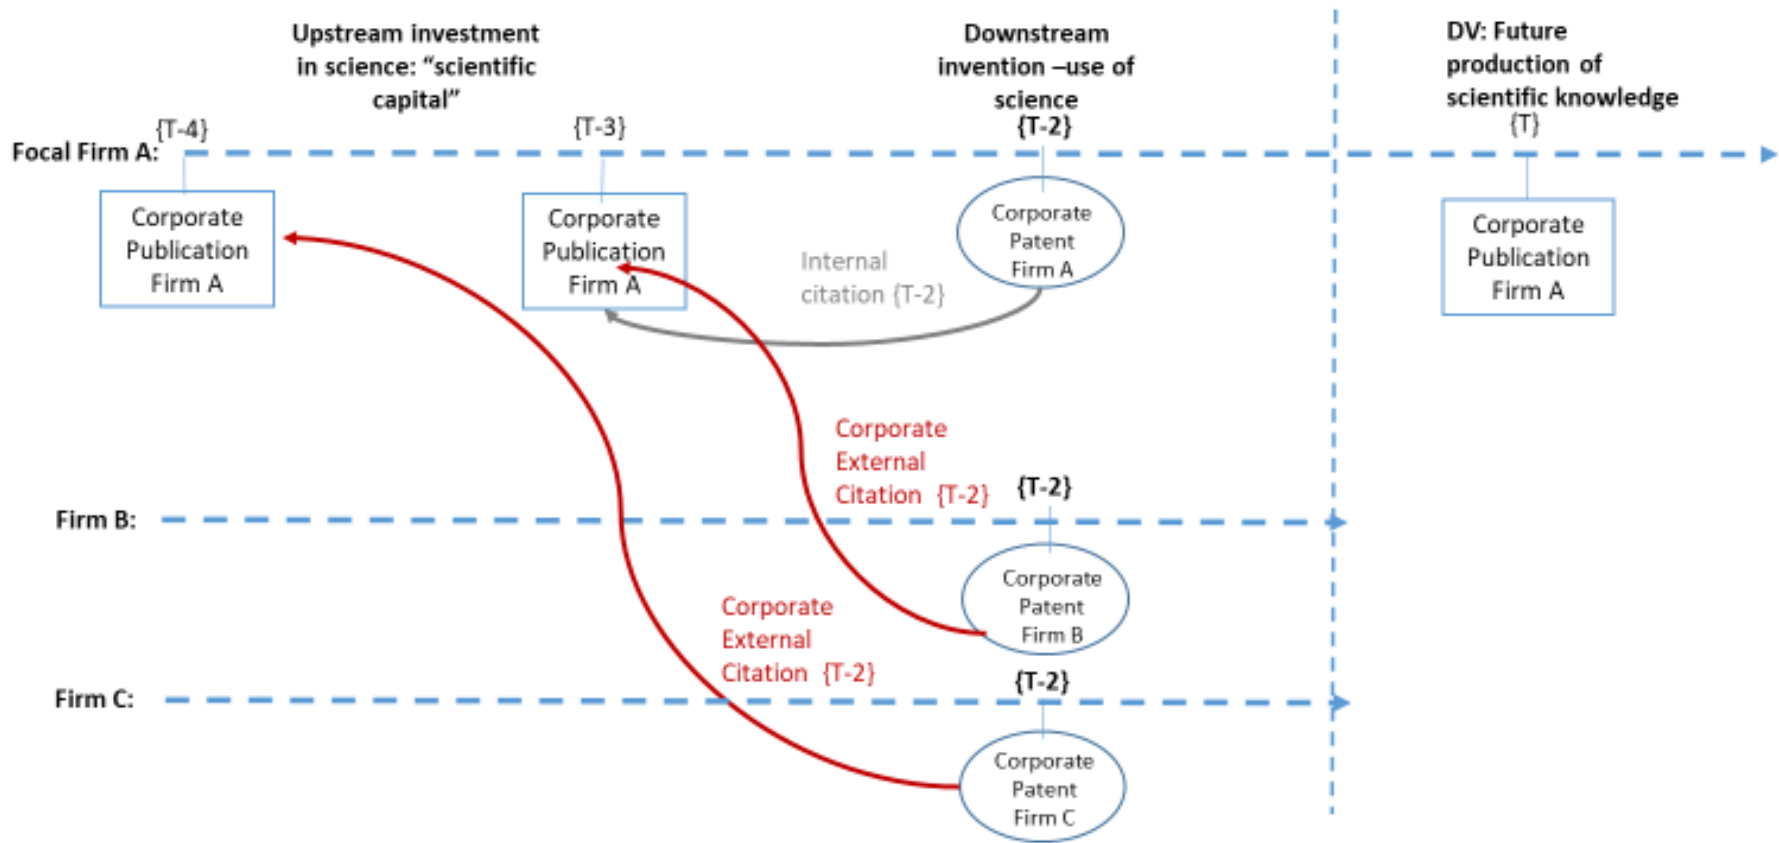 Upstream investment
in science: “scientific
capital”
Downstream
invention –use of
science
DV: Future
production of
scientific knowledge
{T-4}
{T-3}
{T-2}
{T}
Focal Firm A:
Corporate
Publication
Firm A
Corporate
Publication
Firm A
Corporate
Patent
Firm A
Corporate
Publication
Firm A
Internal
citation {T-2}
Corporate
External
Citation {T-2}
{T-2}
Firm B:
Corporate
Patent
Firm B
Corporate
External
Citation {T-2}
{T-2}
Firm C:
Corporate
Patent
Firm C